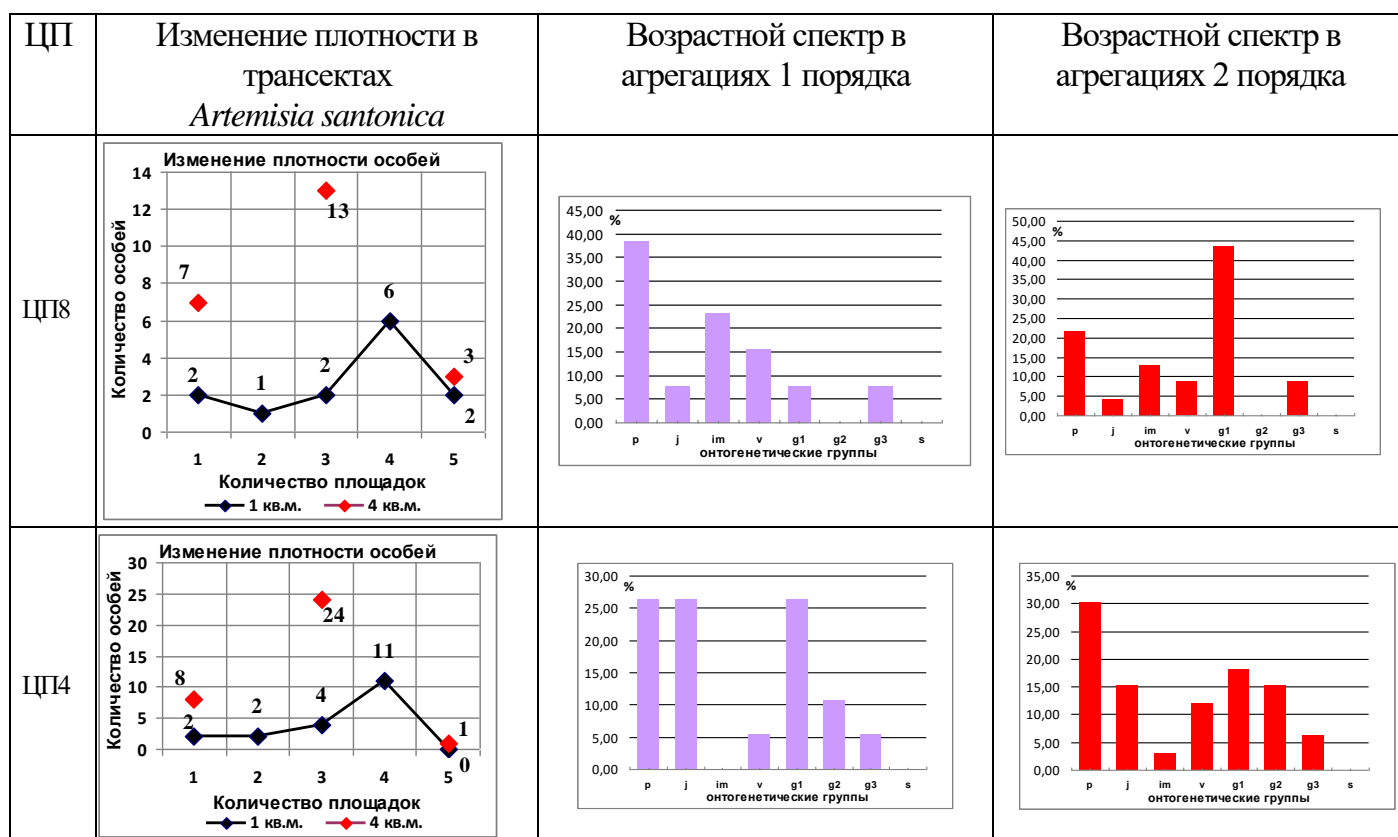 ЦП
Изменение плотности в
трансектах
Artemisia santonica
Возрастной спектр в
агрегациях 1 порядка
Возрастной спектр в
агрегациях 2 порядка
ЦП8
Изменение плотности особей
Количество особей
14
12
10
8
6
4
2
0
7
13
3
2
1
2
6
2
1 2 3 4 5
Количество площадок
1 кв.м. 4 кв.м.
45,00
40,00
35,00
30,00
25,00
20,00
15,00
10,00
5,00
0,00
%
p j im v g1 g2 g3 s
онтогенетические группы
50,00
45,00
40,00
35,00
30,00
25,00
20,00
15,00
10,00
5,00
0,00
%
p j im v g1 g2 g3 s
онтогенетические группы
ЦП4
Изменение плотности особей
Количество особей
30
25
20
15
10
5
0
8
24
1
2
2
4
11
0
1 2 3 4 5
Количество площадок
1 кв.м. 4 кв.м.
30,00
25,00
20,00
15,00
10,00
5,00
0,00
%
p j im v g1 g2 g3 s
онтогенетические группы
35,00
30,00
25,00
20,00
15,00
10,00
5,00
0,00
%
p j im v g1 g2 g3 s
онтогенетические группы